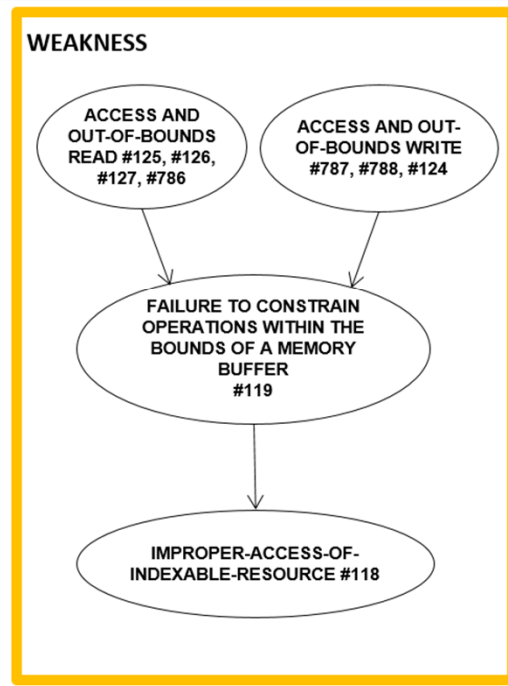 WEAKNESS
ACCESS AND
OUT-OF-BOUNDS
READ #125, #126,
#127, #786
ACCESS AND OUT-
OF-BOUNDS WRITE
#787, #788, #124
FAILURE TO CONSTRAIN
OPERATIONS WITHIN THE
BOUNDS OF A MEMORY
BUFFER
#119
IMPROPER-ACCESS-OF-
INDEXABLE-RESOURCE #118